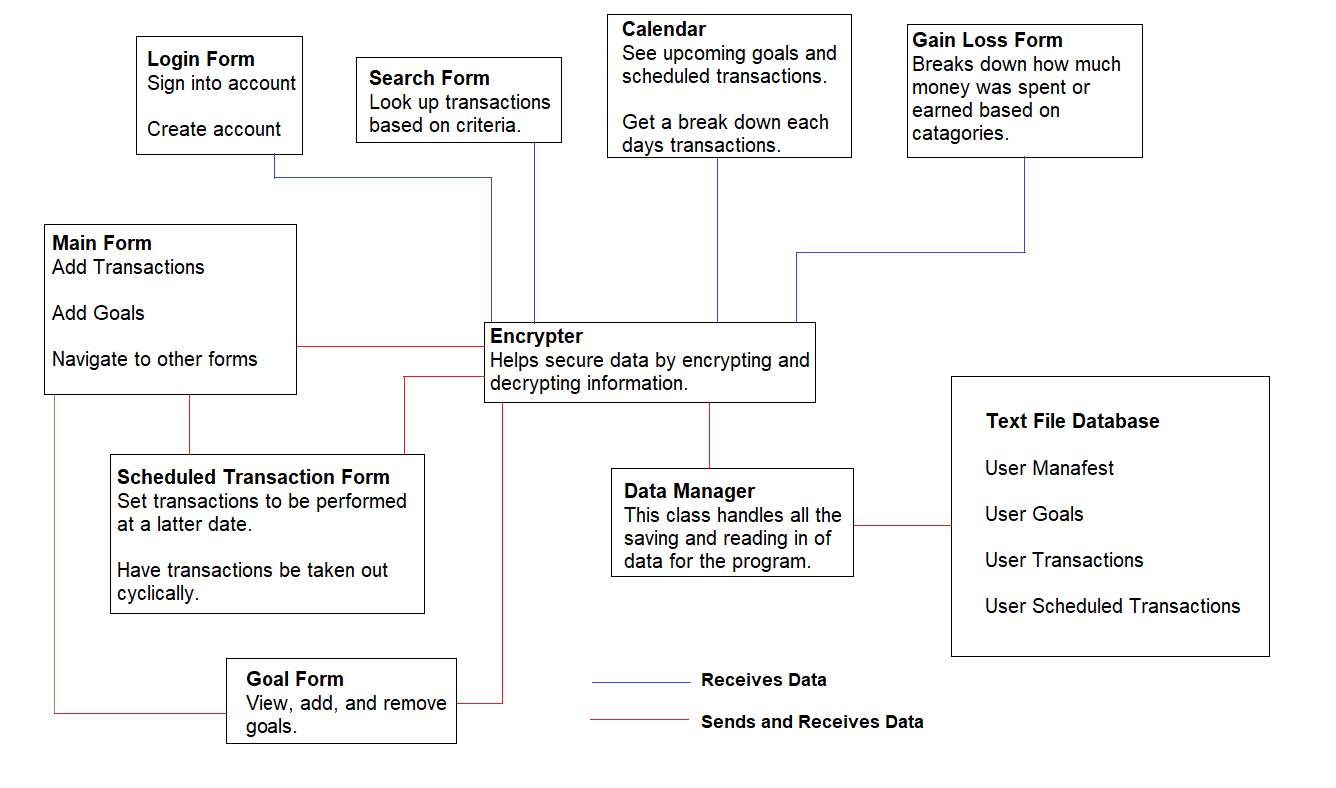 Login Form
Sign into account
Create account
Search Form
Look up transactions
based on criteria.
Calendar
See upcoming goals and
scheduled transactions.
Get a break down each
days transactions.
Gain Loss Form
Breaks down how much
money was spent or
earned based on
catagories.
Main Form
Add Transactions
Add Goals
Navigate to other forms
Encrypter
Helps secure data by encrypting and
decrypting information.
Scheduled Transaction Form
Set transactions to be performed
at a latter date.
Have transactions be taken out
cyclically.
Data Manager
This class handles all the
saving and reading in of
data for the program.
Text File Database
User Manafest
User Goals
User Transactions
User Scheduled Transactions
Goal Form
View, add, and remove
goals.
Receives Data
Sends and Receives Data